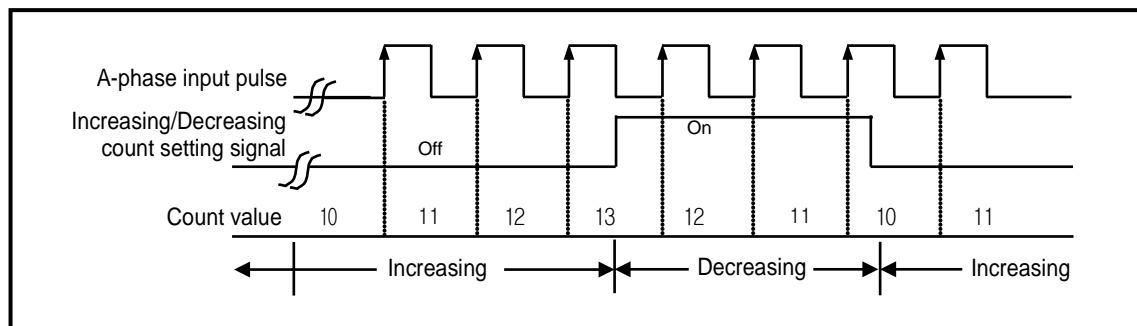 A-phase input pulse
Increasing/Decreasing
count setting signal
On
Off
Count value 10 11 12 13 12 11 10 11
Increasing Decreasing Increasing